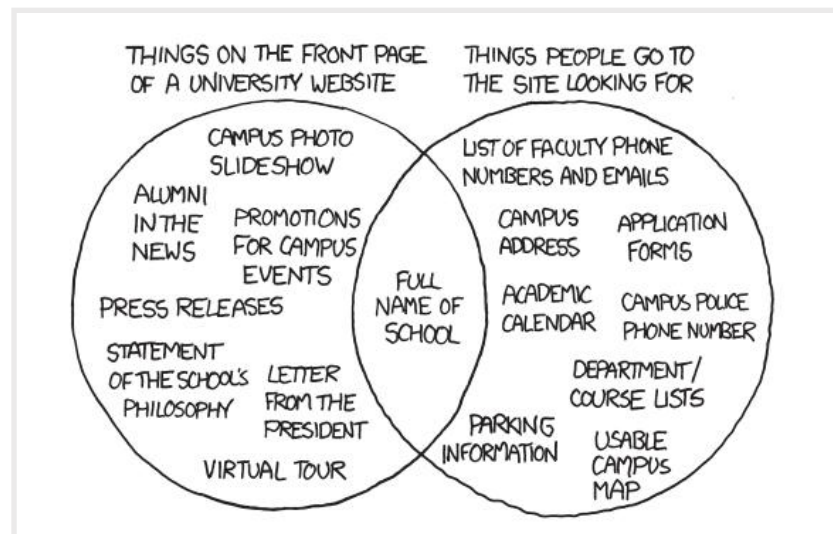 THINGS ON THE FRONT PAGE
OF A UNIVERSITY WEBSITE
THINGS PEOPLE GO TO
THE SITE LOOKING FOR
CAMPUS PHOTO
SLIDESHOW
ALUMNI
IN THE
NEWS
PROMOTIONS
FOR CAMPUS
EVENTS
PRESS RELEASES
STATEMENT
OF THE SCHOOL'S
PHILOSOPHY
LETTER
FROM THE
PRESIDENT
VIRTUAL TOUR
FULL
NAME OF
SCHOOL
LIST OF FACULTY PHONE
NUMBERS AND EMAILS
CAMPUS
ADDRESS
APPLICATION
FORMS
ACADEMIC
CALENDAR
CAMPUS POLICE
PHONE NUMBER
DEPARTMENT/
COURSE LISTS
PARKING
INFORMATION
USABLE
CAMPUS
MAP